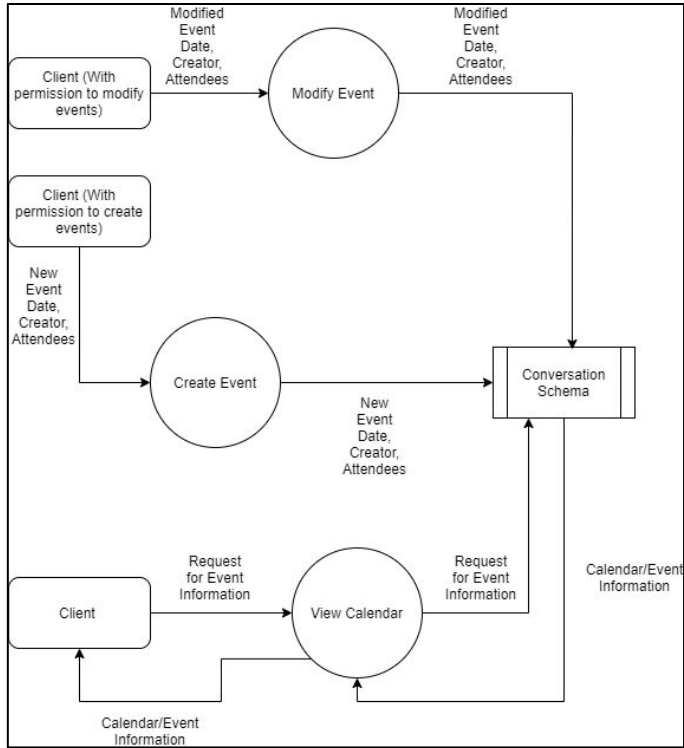 Modified
Event
Date,
Creator,
Attendees
Modified
Event
Date,
Creator,
Attendees
Client (With
permission to modify
events)
Modify Event
Client (With
permission to create
events)
New
Event
Date,
Creator,
Attendees
Create Event
Conversation
Schema
New
Event
Date,
Creator,
Attendees
Request
for Event
Information
Request
for Event
Information
Calendar/Event
Information
Client
View Calendar
Calendar/Event
Information